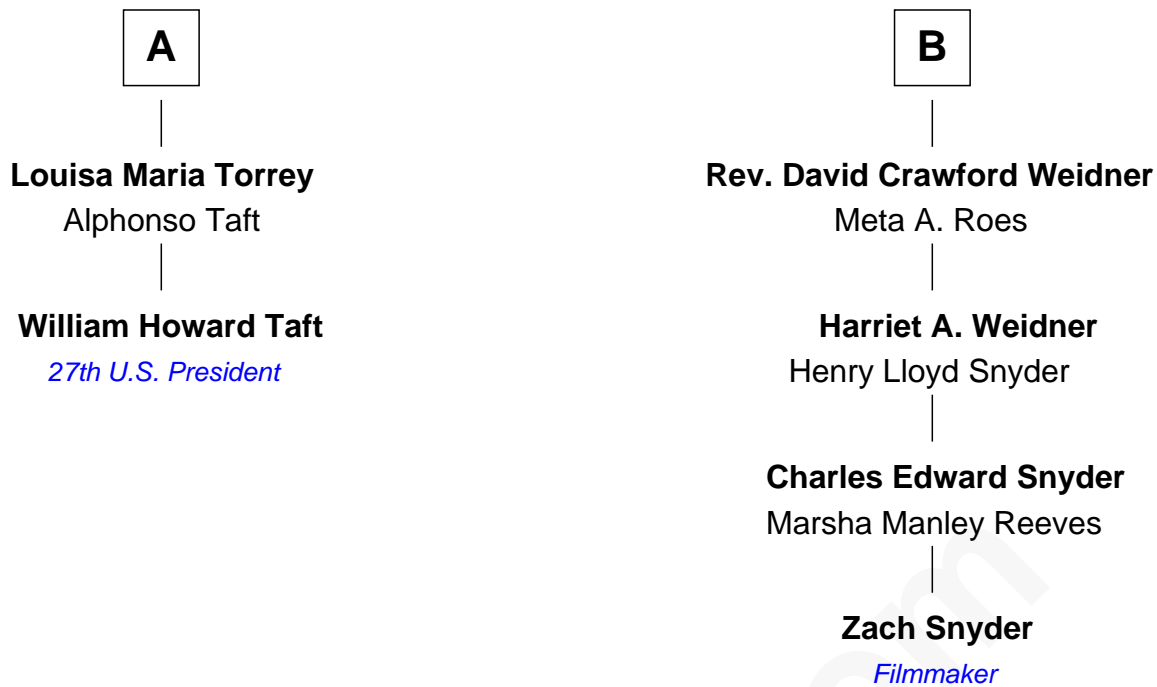 A
Louisa Maria Torrey
Alphonso Taft
William Howard Taft
27th U.S. President
B
Rev. David Crawford Weidner
Meta A. Roes
Harriet A. Weidner
Henry Lloyd Snyder
Charles Edward Snyder
Marsha Manley Reeves
Zach Snyder
Filmmaker
om